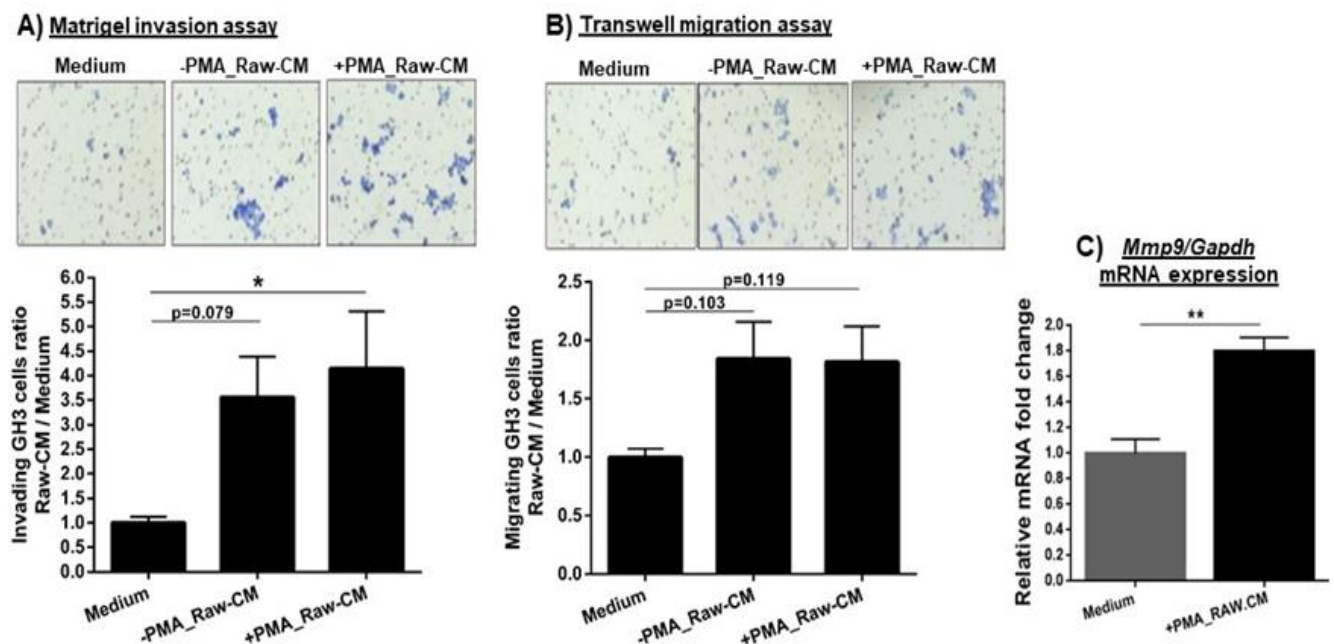 A) Matrigel invasion assay
Medium
-PMA_Raw-CM
+PMA_Raw-CM
Invading GH3 cells ratio
Raw-CM / Medium
6.0
5.5
5.0
4.5
4.0
3.5
3.0
2.5
2.0
1.5
1.0
0.5
0.0
*
p=0.079
Medium
-PMA_Raw-CM
+PMA_Raw-CM
B) Transwell migration assay
Medium
-PMA_Raw-CM
+PMA_Raw-CM
Migrating GH3 cells ratio
Raw-CM / Medium
2.5
2.0
1.5
1.0
0.5
0.0
p=0.119
p=0.103
Medium
-PMA_Raw-CM
+PMA_Raw-CM
C) Mmp9/Gapdh
mRNA expression
Relative mRNA fold change
2.0
1.8
1.6
1.4
1.2
1.0
0.8
0.6
0.4
0.2
0.0
**
Medium
+PMA_RAW.CM